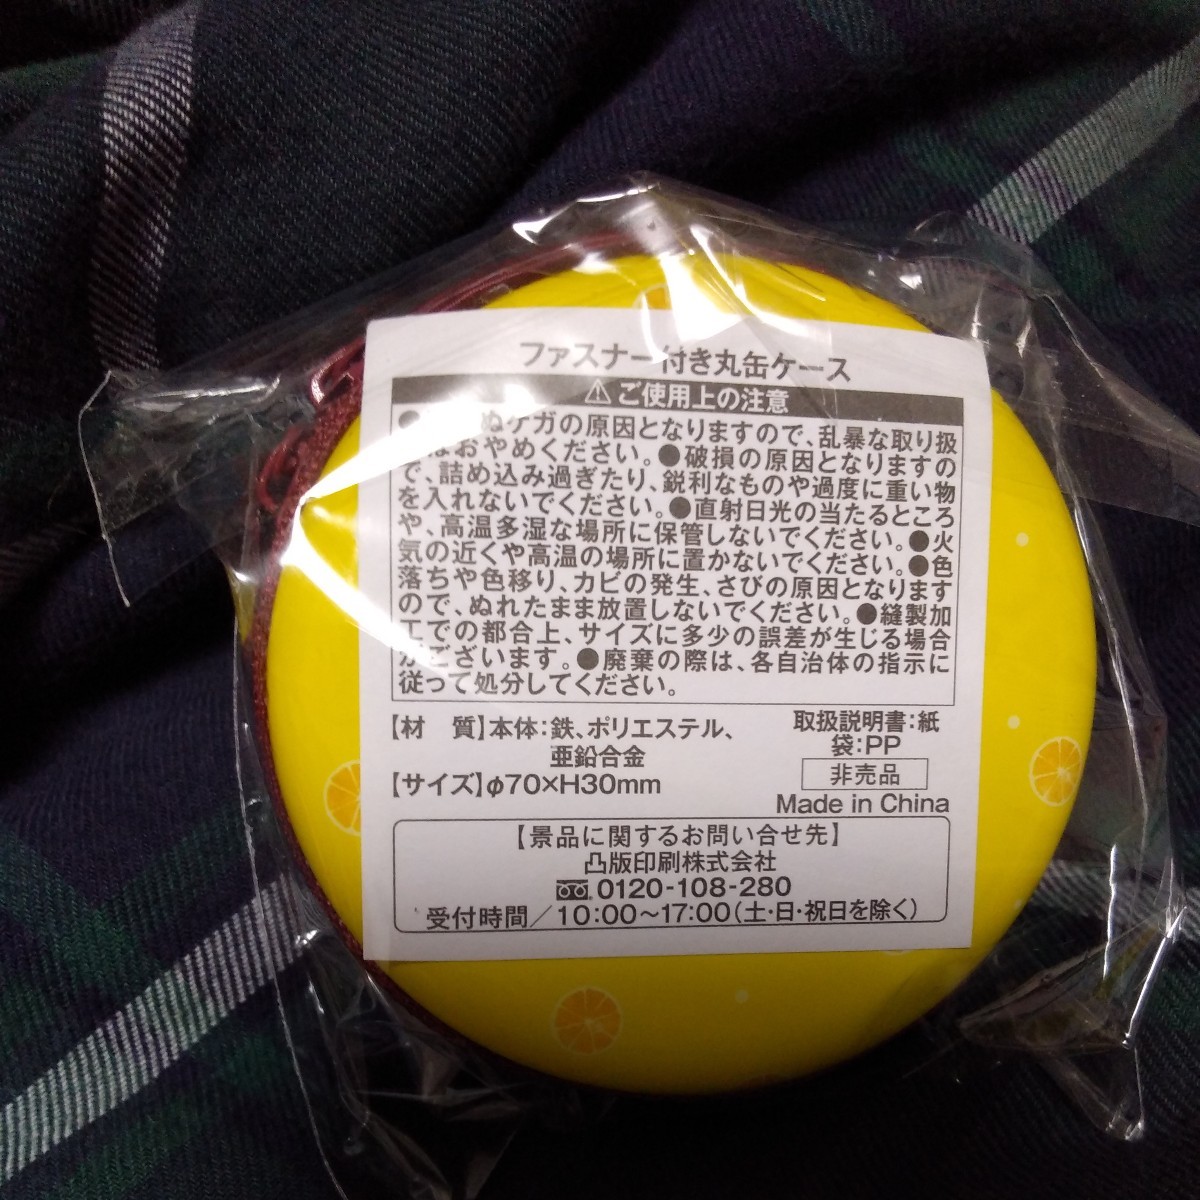 ファスナー付き丸缶ケース
⚠ご使用上の注意
●ぬケガの原因となりますので、乱暴な取り扱
はおやめください。●破損の原因となりますの
で、詰め込み過ぎたり、鋭利なものや過度に重い物
を入れないでください。●直射日光の当たるところ
や、高温多湿な場所に保管しないでください。●火
気の近くや高温の場所に置かないでください。●色
落ちや色移り、カビの発生、さびの原因となります
ので、ぬれたまま放置しないでください。●縫製加
工での都合上、サイズに多少の誤差が生じる場合
がございます。●廃棄の際は、各自治体の指示に
従って処分してください。
【材 質】本体:鉄、ポリエステル、
亜鉛合金
【サイズ】φ70×H30mm
取扱説明書:紙
袋:PP
非売品
Made in China
【景品に関するお問い合せ先】
凸版印刷株式会社
0120-108-280
受付時間/10:00~17:00(土・日・祝日を除く)